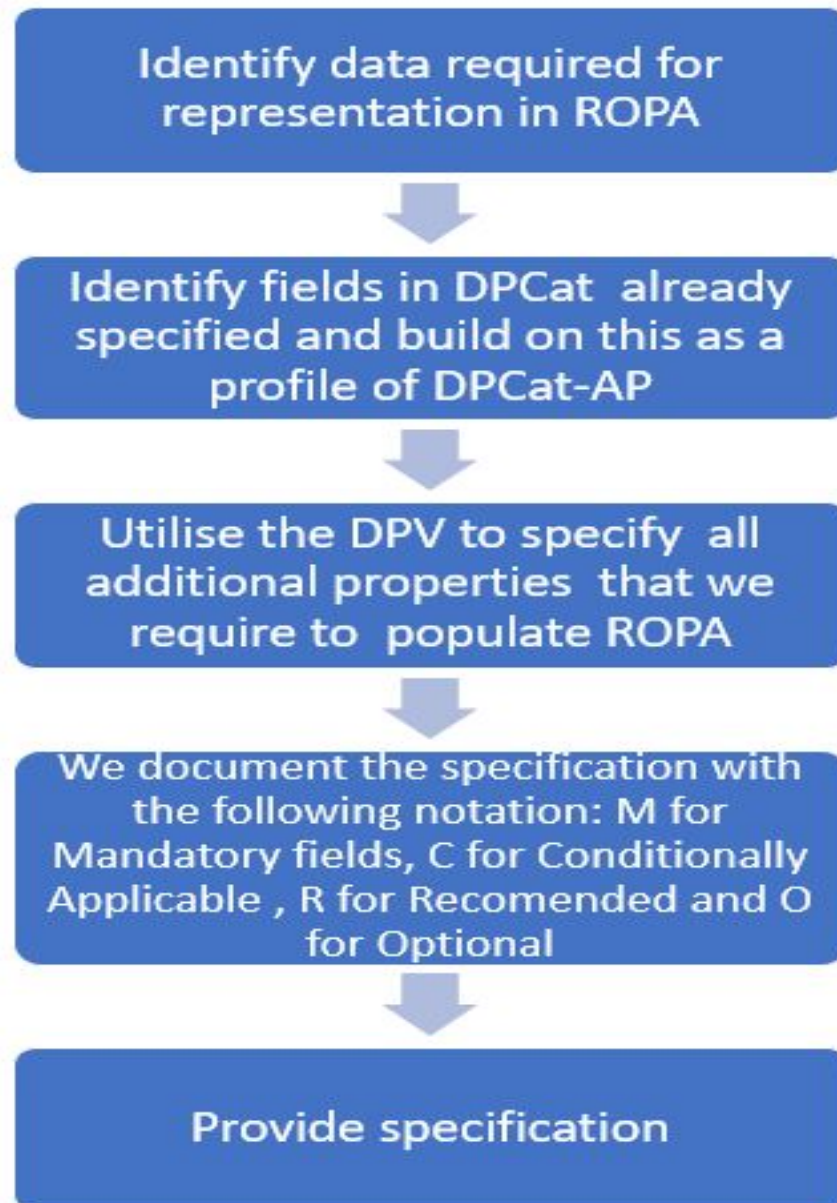 Identify data required for
representation in ROPA
Identify fields in DPCat already
specified and build on this as a
profile of DPCat-AP
Utilise the DPV to specify all
additional properties that we
require to populate ROPA
We document the specification with
the following notation: M for
Mandatory fields, C for Conditionally
Applicable , R for Recomended and O
for Optional
Provide specification